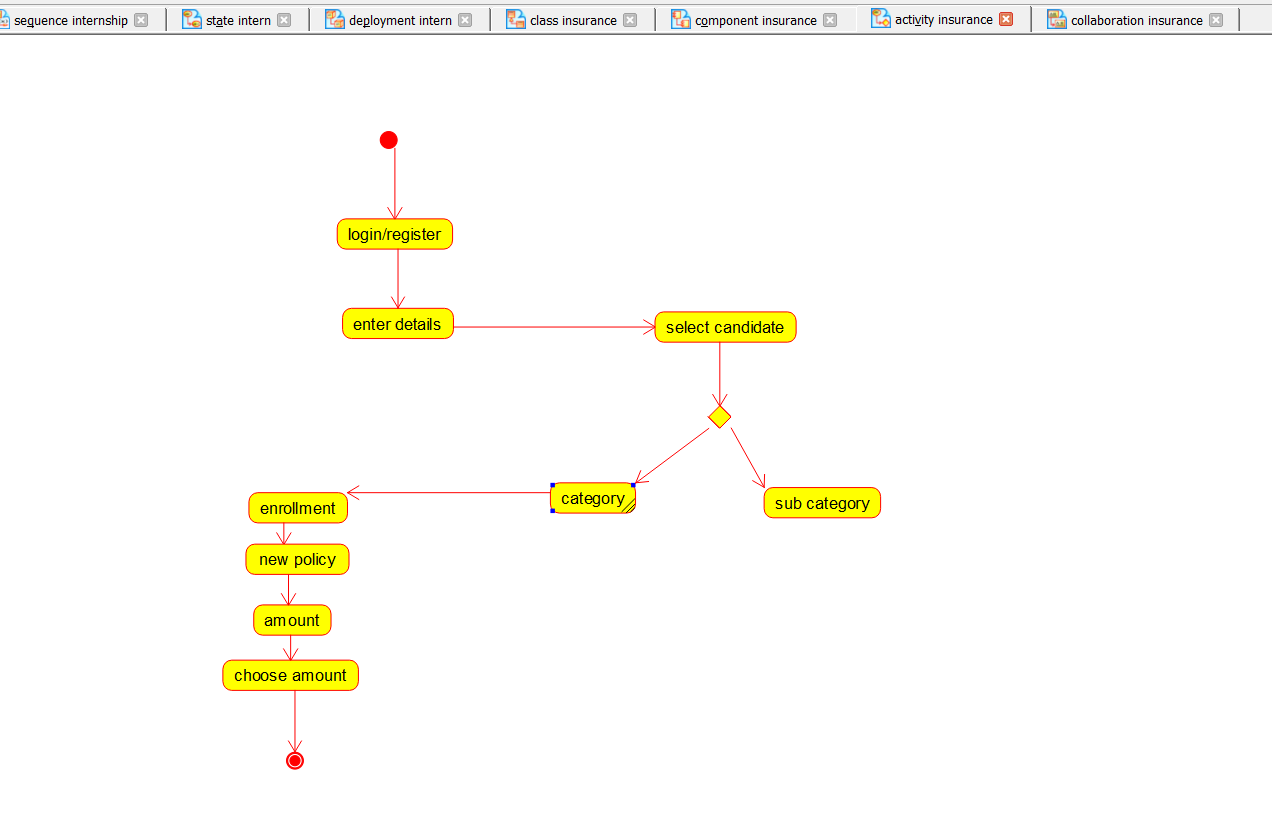 sequence internship
state intern
deployment intern
class insurance
component insurance
activity insurance
collaboration insurance
login/register
enter details
select candidate
category
sub category
enrollment
new policy
amount
choose amount